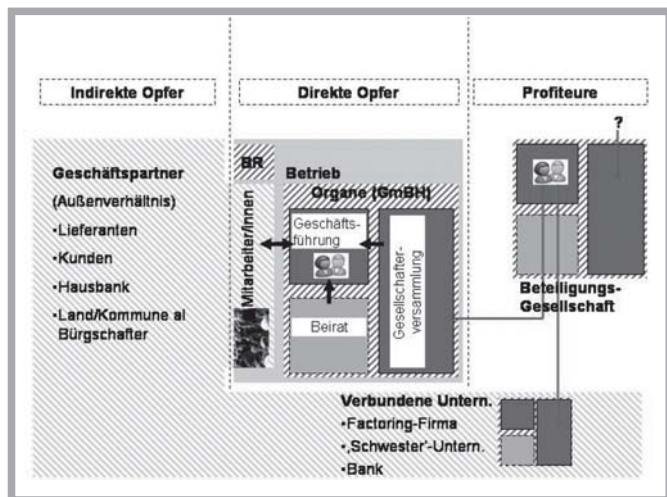 Indirekte Opfer
Direkte Opfer
Profiteure
?
Geschäftspartner
(Außenverhältnis)
•Lieferanten
•Kunden
•Hausbank
•Land/Kommune al
Bürgschafter
BR
Betrieb
Organe (GmBH)
Mitarbeiter/innen
Geschäfts-
führung
Beirat
Gesellschafter-
versammlung
Beteiligungs-
Gesellschaft
Verbundene Untern.
•Factoring-Firma
•‚Schwester'-Untern.
•Bank